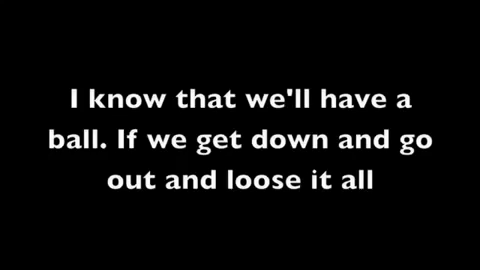 I know that we'll have a
ball. If we get down and go
out and loose it all